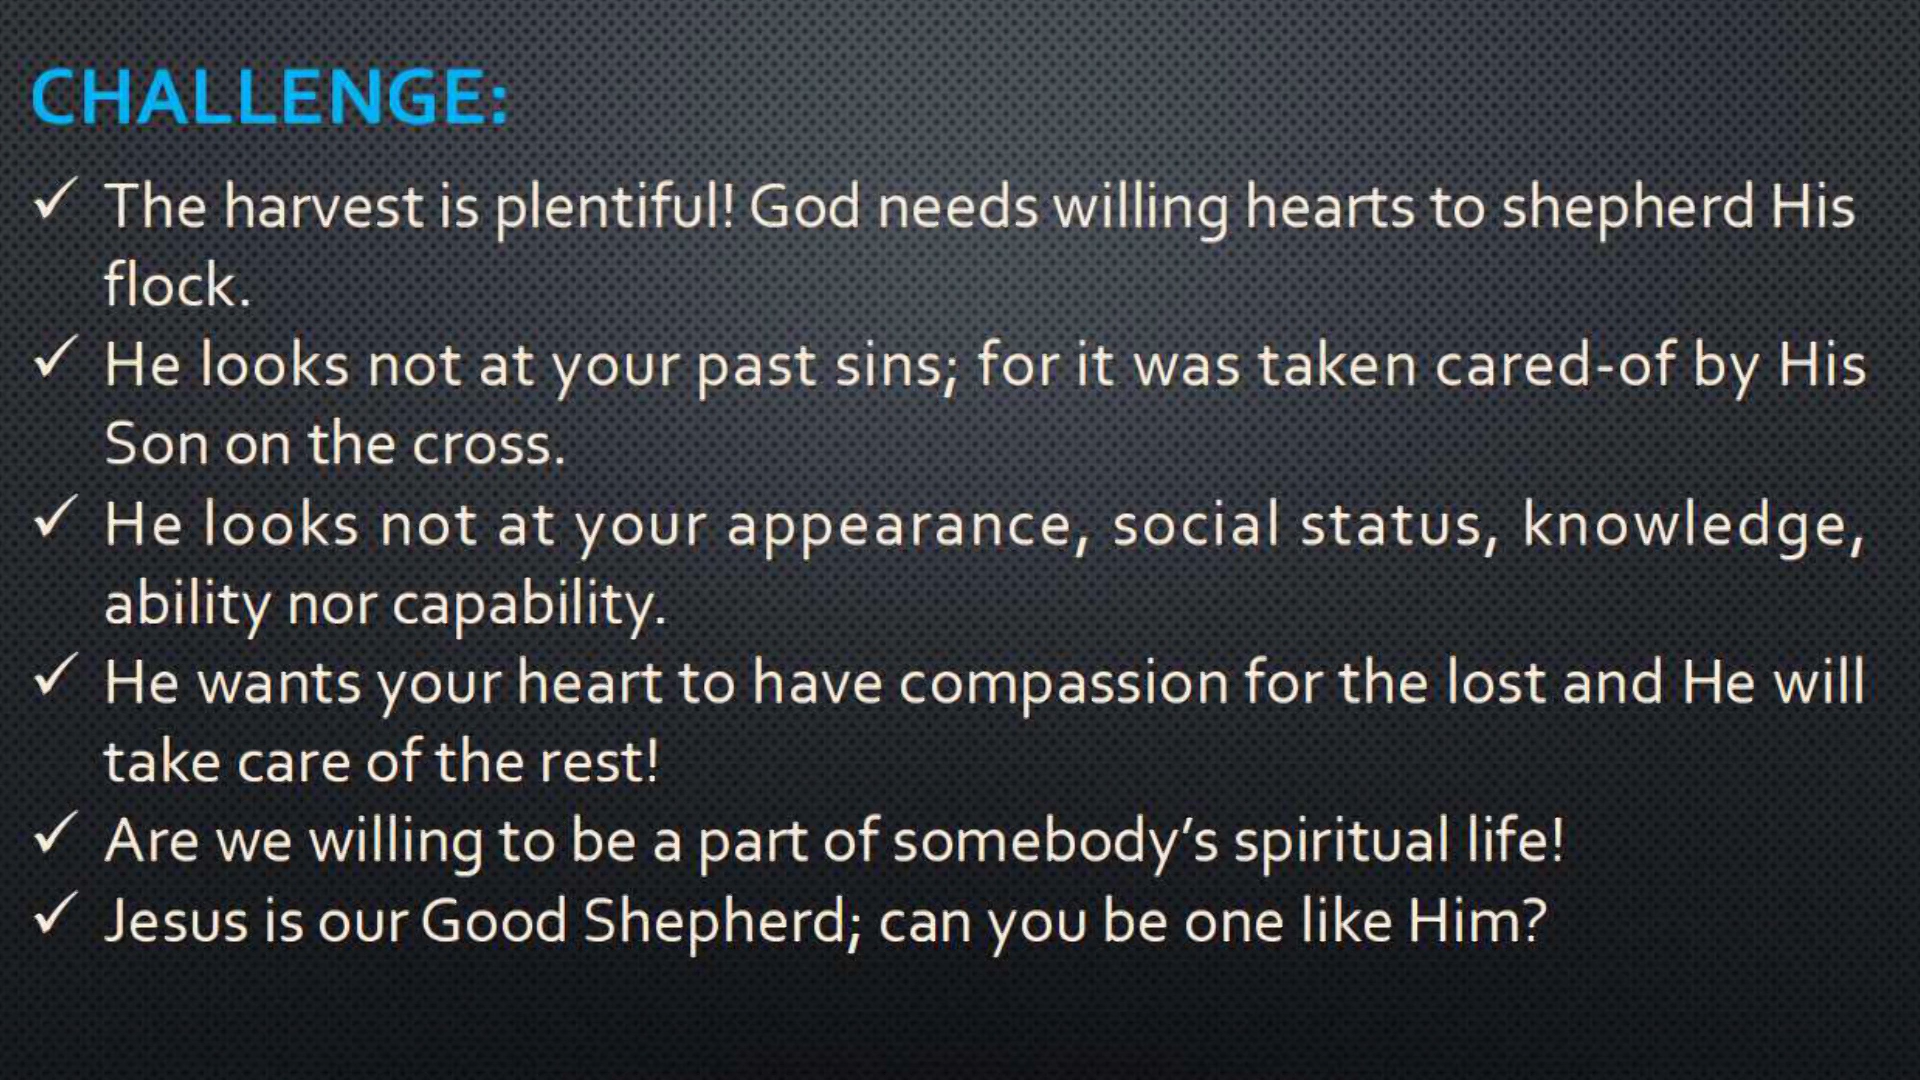 CHALLENGE:
✓ The harvest is plentiful! God needs willing hearts to shepherd His
flock.
✓ He looks not at your past sins; for it was taken cared-of by His
Son on the cross.
✓ He looks not at your appearance, social status, knowledge,
ability nor capability.
✓ He wants your heart to have compassion for the lost and He will
take care of the rest!
✓ Are we willing to be a part of somebody’s spiritual life!
✓ Jesus is our Good Shepherd; can you be one like Him?